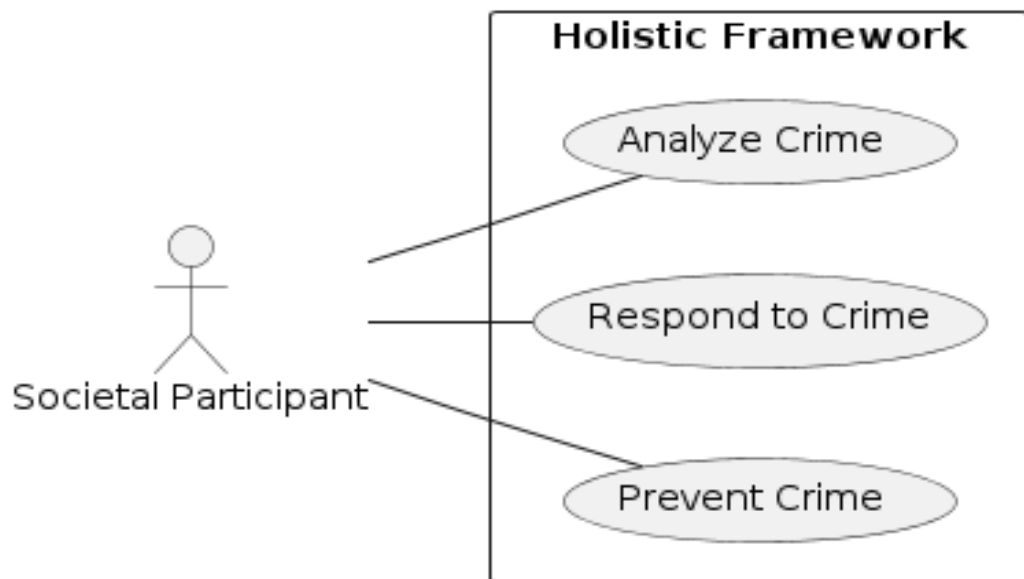 Holistic Framework
Analyze Crime
Respond to Crime
Societal Participant
Prevent Crime